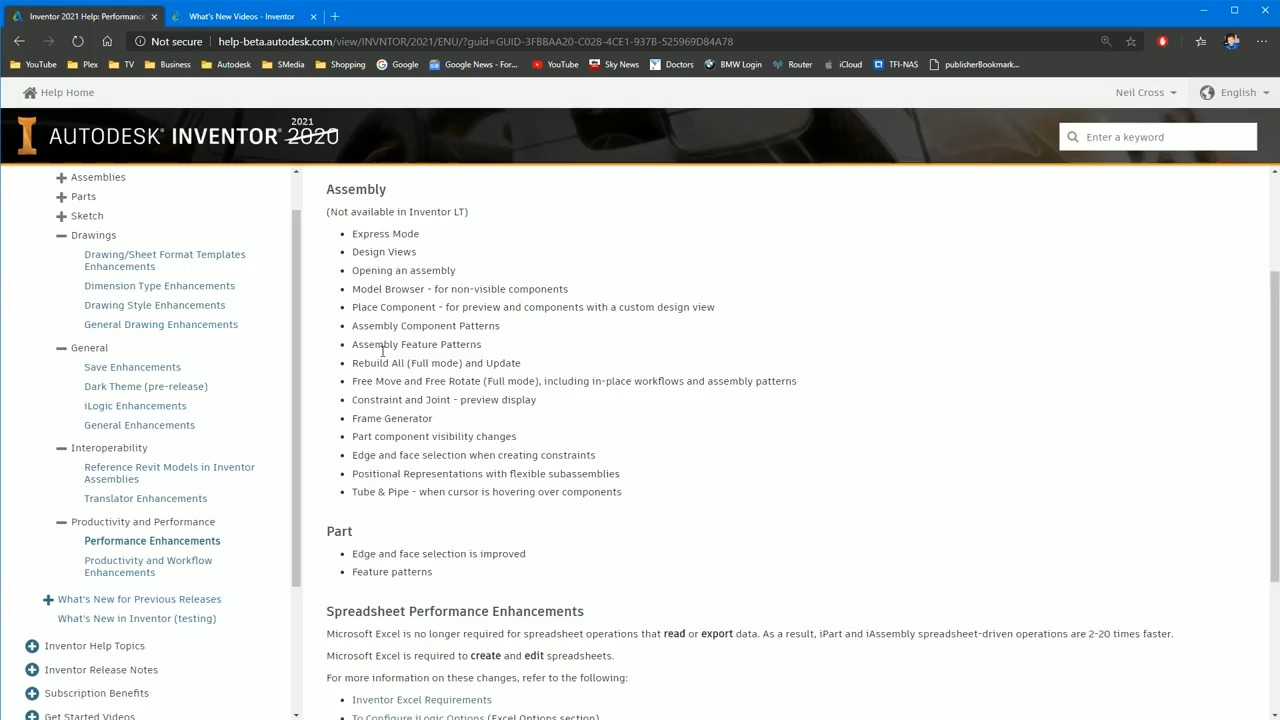 Inventor 2021 Help: Performance
What's New Videos - Inventor
Not secure
help-beta.autodesk.com/view/INVNTOR/2021/ENU/?guid=GUID-3FBBAA20-C028-4CE1-937B-525969D84A78
YouTube
Plex
TV
Business
Autodesk
SMedia
Shopping
Google
Google News - For...
YouTube
Sky News
Doctors
BMW Login
Router
iCloud
TFI-NAS
publisherBookmark...
Help Home
Neil Cross
English
AUTODESK® INVENTOR® 2020
2021
Enter a keyword
Assemblies
Parts
Sketch
Drawings
Drawing/Sheet Format Templates
Enhancements
Dimension Type Enhancements
Drawing Style Enhancements
General Drawing Enhancements
General
Save Enhancements
Dark Theme (pre-release)
iLogic Enhancements
General Enhancements
Interoperability
Reference Revit Models in Inventor
Assemblies
Translator Enhancements
Productivity and Performance
Performance Enhancements
Productivity and Workflow
Enhancements
What's New for Previous Releases
What's New in Inventor (testing)
Inventor Help Topics
Inventor Release Notes
Subscription Benefits
Get Started Videos
Assembly
(Not available in Inventor LT)
• Express Mode
• Design Views
• Opening an assembly
• Model Browser - for non-visible components
• Place Component - for preview and components with a custom design view
• Assembly Component Patterns
• Assembly Feature Patterns
• Rebuild All (Full mode) and Update
• Free Move and Free Rotate (Full mode), including in-place workflows and assembly patterns
• Constraint and Joint - preview display
• Frame Generator
• Part component visibility changes
• Edge and face selection when creating constraints
• Positional Representations with flexible subassemblies
• Tube & Pipe - when cursor is hovering over components
Part
• Edge and face selection is improved
• Feature patterns
Spreadsheet Performance Enhancements
Microsoft Excel is no longer required for spreadsheet operations that read or export data. As a result, iPart and iAssembly spreadsheet-driven operations are 2-20 times faster.
Microsoft Excel is required to create and edit spreadsheets.
For more information on these changes, refer to the following:
• Inventor Excel Requirements
• To Configure iLogic Options (Excel Options section)